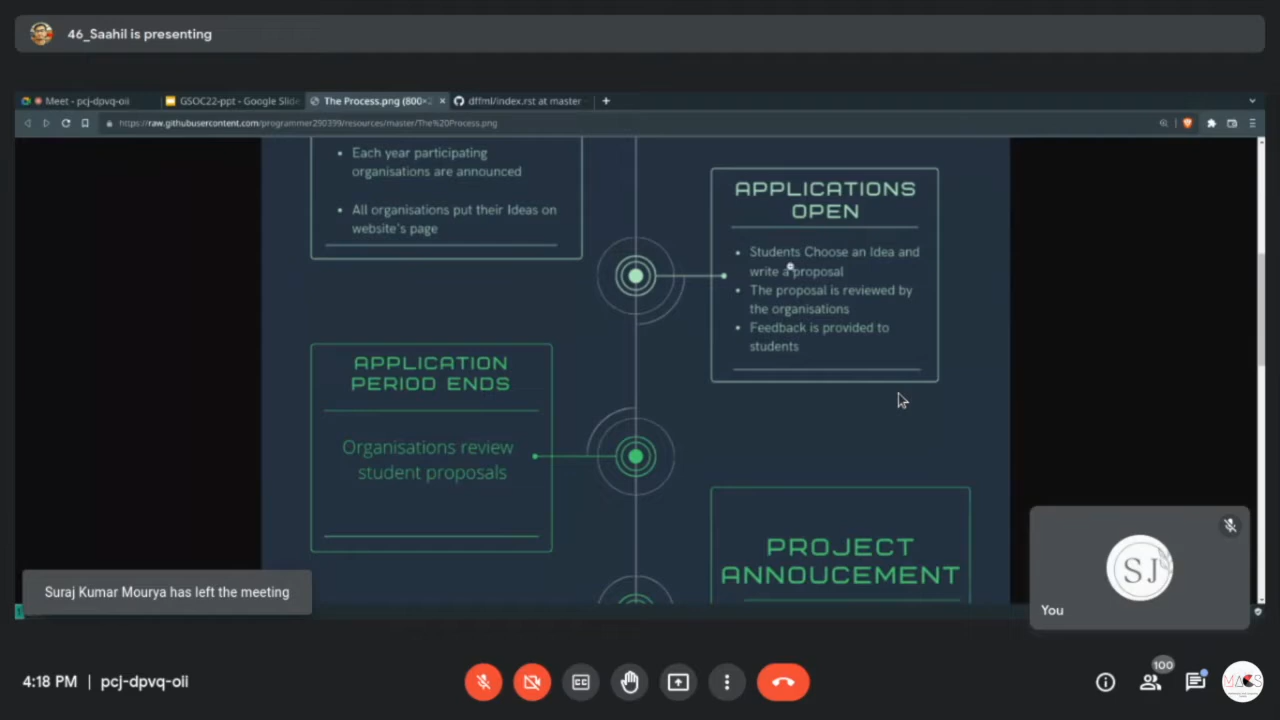 46_Saahil is presenting
Meet - pcj-dpvq-oii
GSOC22-ppt - Google Slide
The Process.png (800×2
dffml/index.rst at master
https://raw.githubusercontent.com/programmer290399/resources/master/The%20Process.png
Each year participating
organisations are announced
All organisations put their Ideas on
website's page
APPLICATIONS
OPEN
Students Choose an Idea and
write a proposal
The proposal is reviewed by
the organisations
Feedback is provided to
students
APPLICATION
PERIOD ENDS
Organisations review
student proposals
PROJECT
ANNOUCEMENT
Suraj Kumar Mourya has left the meeting
SJ
You
4:18 PM | pcj-dpvq-oii
CC
100
MACS